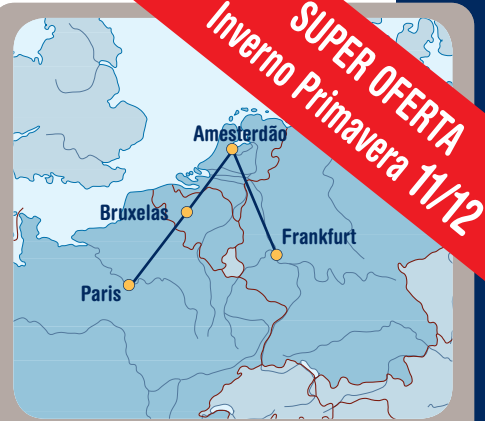 SUPER OFERTA
Inverno Primavera 11/12
Amesterdão
Bruxelas
Frankfurt
Paris